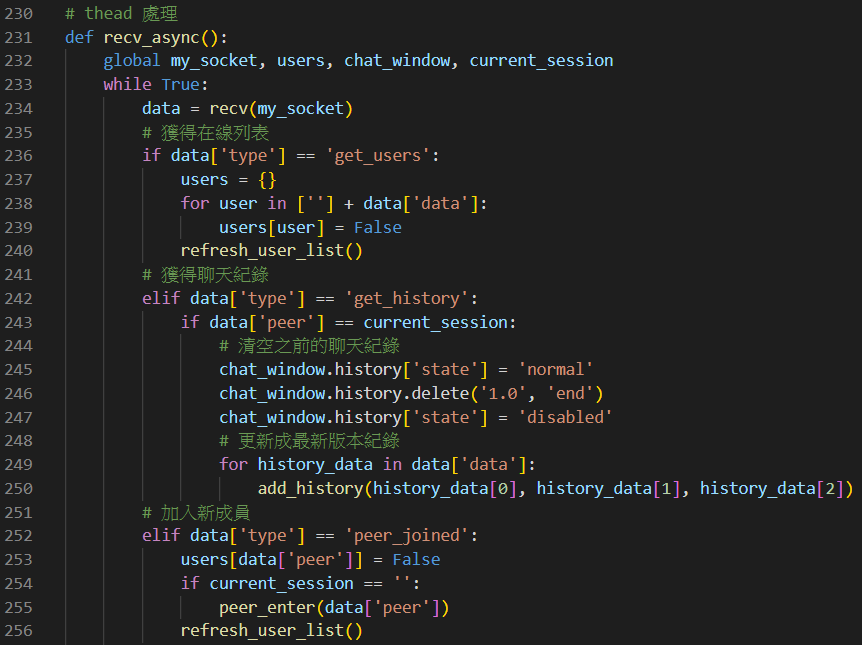 230 # thead 處理
231 def recv_async():
232     global my_socket, users, chat_window, current_session
233     while True:
234         data = recv(my_socket)
235         # 獲得在線列表
236         if data['type'] == 'get_users':
237             users = {}
238             for user in [''] + data['data']:
239                 users[user] = False
240             refresh_user_list()
241         # 獲得聊天紀錄
242         elif data['type'] == 'get_history':
243             if data['peer'] == current_session:
244                 # 清空之前的聊天紀錄
245                 chat_window.history['state'] = 'normal'
246                 chat_window.history.delete('1.0', 'end')
247                 chat_window.history['state'] = 'disabled'
248                 # 更新成最新版本紀錄
249                 for history_data in data['data']:
250                     add_history(history_data[0], history_data[1], history_data[2])
251         # 加入新成員
252         elif data['type'] == 'peer_joined':
253             users[data['peer']] = False
254             if current_session == '':
255                 peer_enter(data['peer'])
256             refresh_user_list()